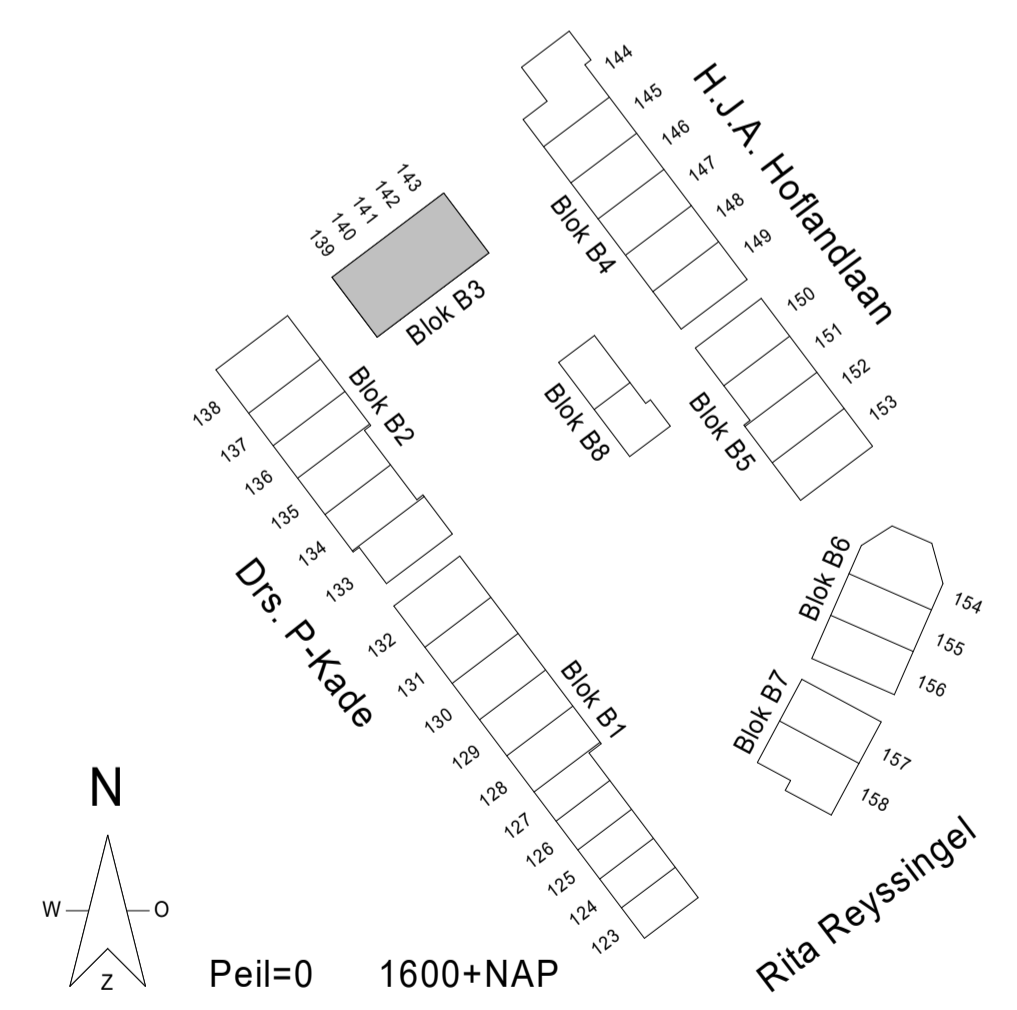 144
145
146
147
148
149
H.J.A. Hoflandlaan
Blok B4
143
142
141
140
139
Blok B3
150
151
152
153
Blok B5
Blok B8
Blok B2
138
137
136
135
134
133
Drs. P-Kade
132
131
130
129
128
127
126
125
124
123
Blok B1
Blok B6
154
155
156
Blok B7
157
158
Rita Reyssingel
N
W
O
Z
Peil=0 1600+NAP